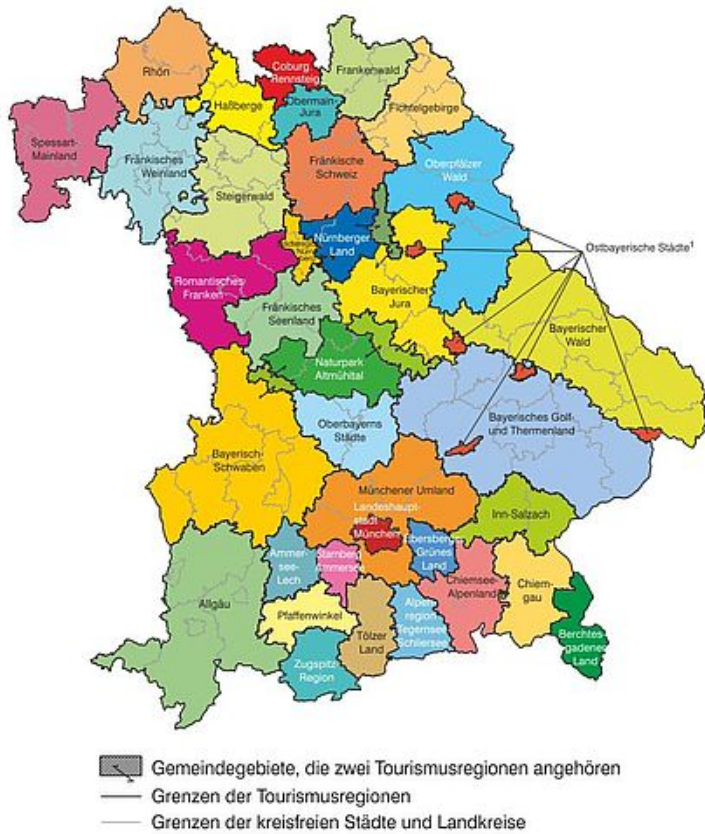 Rhön
Coburg.
Rennsteig
Frankenwald
Haßberge
Obermain-
Jura
Fichtelgebirge
Spessart-
Mainland
Fränkisches
Weinland
Fränkische
Schweiz
Oberpfälzer
Wald
Steigerwald
Nürnberger
Land
Ostbayerische Städte¹
Romantisches
Franken
Bayerischer
Jura
Fränkisches
Seenland
Bayerischer
Wald
Naturpark
Altmühltal
Oberbayerns
Städte
Bayerisches Golf-
und Thermenland
Bayerisch-
Schwaben
Münchener Umland
Landeshaupt-
stadt
München
Inn-Salzach
Ebersberger
Grünes
Land
Ammer-
see-
Lech
Starnberg
Ammersee
Chiemsee-
Alpenland
Chiem-
gau
Allgäu
Pfaffenwinkel
Tölzer
Land
Alpen-
region
Tegernsee
Schliersee
Berchtes-
gadener
Land
Zugspitz-
Region
Gemeindegebiete, die zwei Tourismusregionen angehören
Grenzen der Tourismusregionen
Grenzen der kreisfreien Städte und Landkreise